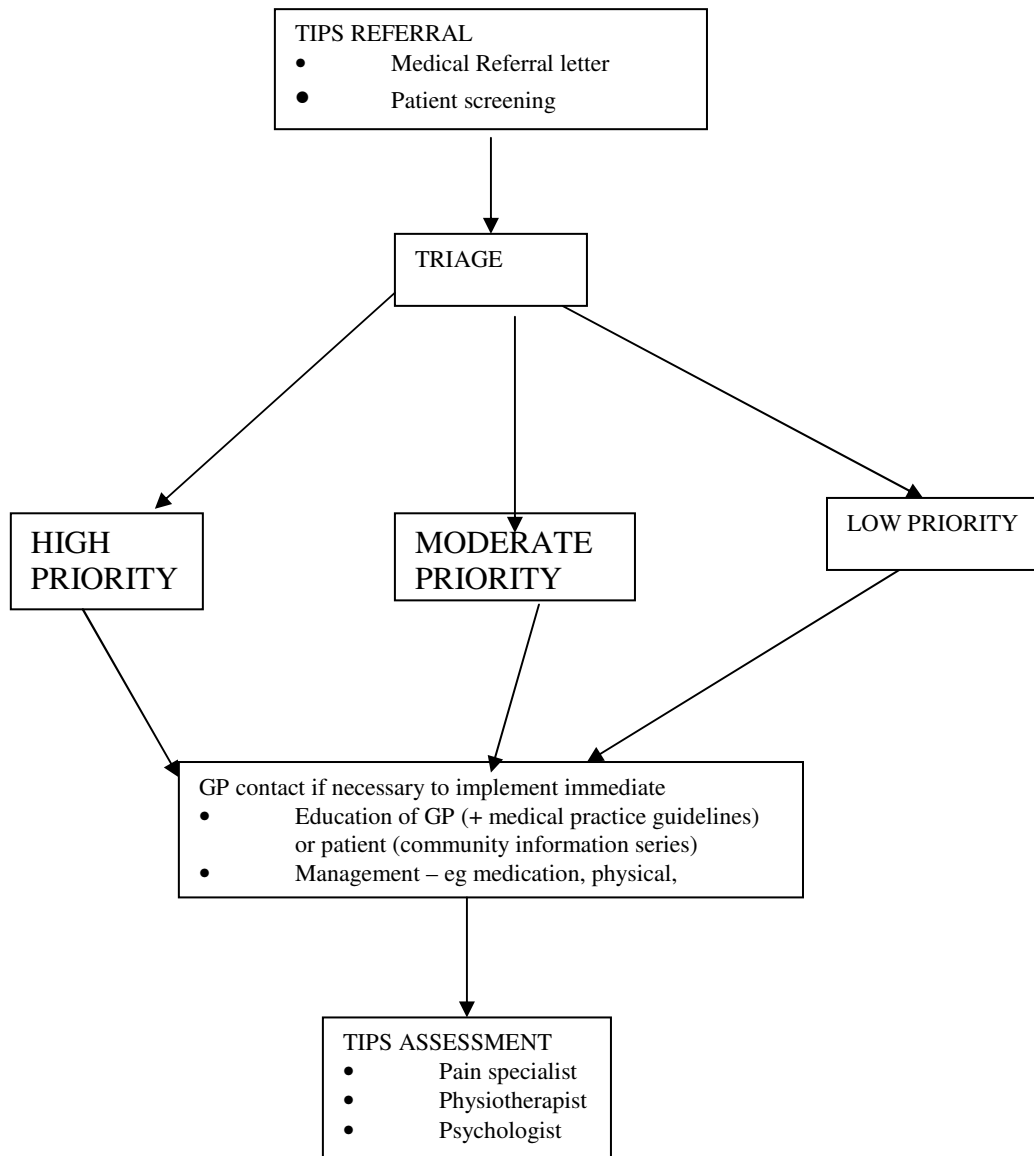 TIPS REFERRAL
• Medical Referral letter
• Patient screening
TRIAGE
HIGH
PRIORITY
MODERATE
PRIORITY
LOW PRIORITY
GP contact if necessary to implement immediate
• Education of GP (+ medical practice guidelines)
or patient (community information series)
• Management – eg medication, physical,
TIPS ASSESSMENT
• Pain specialist
• Physiotherapist
• Psychologist